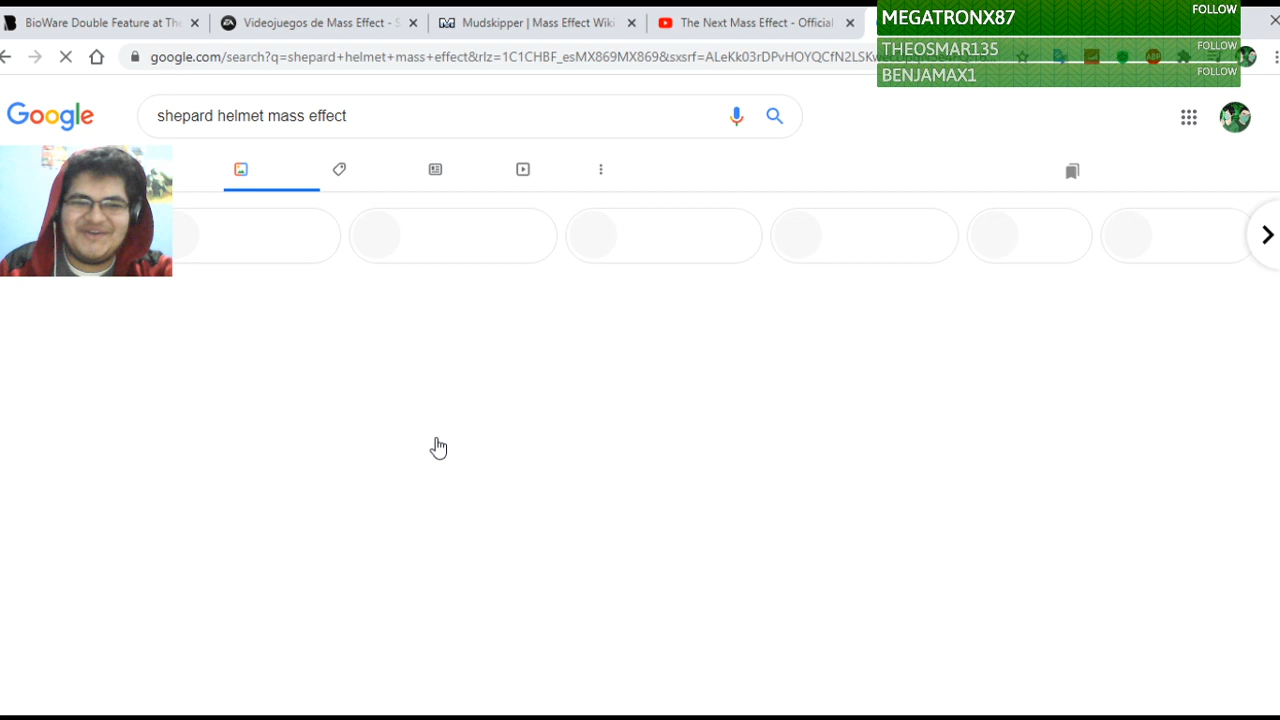 BioWare Double Feature at The
Videojuegos de Mass Effect - S
Mudskipper | Mass Effect Wiki
The Next Mass Effect - Official
MEGATRONX87
FOLLOW
THEOSMAR135
FOLLOW
BENJAMAX1
FOLLOW
google.com/search?q=shepard+helmet+mass+effect&rlz=1C1CHBF_esMX869MX869&sxsrf=ALeKk03rDPvHOYQCfN2LSKw
Google
shepard helmet mass effect